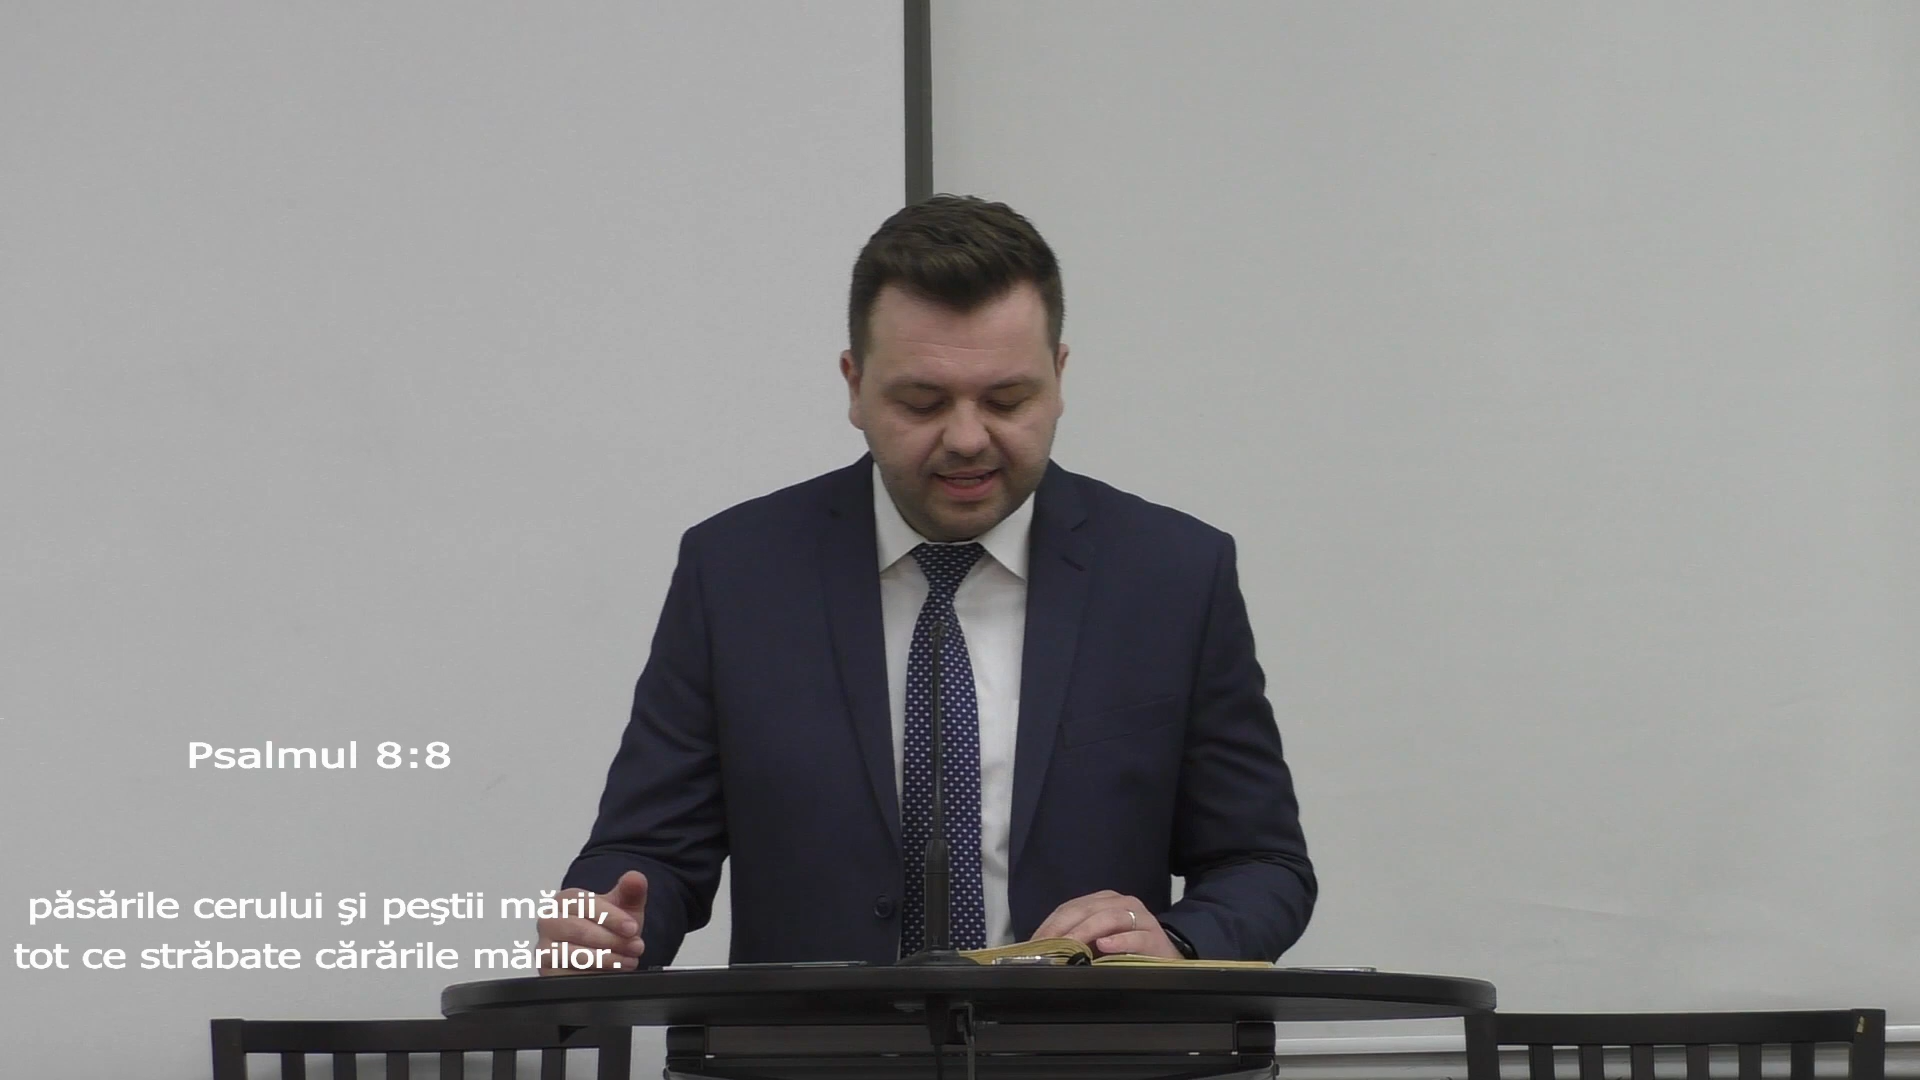 Psalmul 8:8
păsările cerului şi peştii mării,
tot ce străbate cărările mărilor.